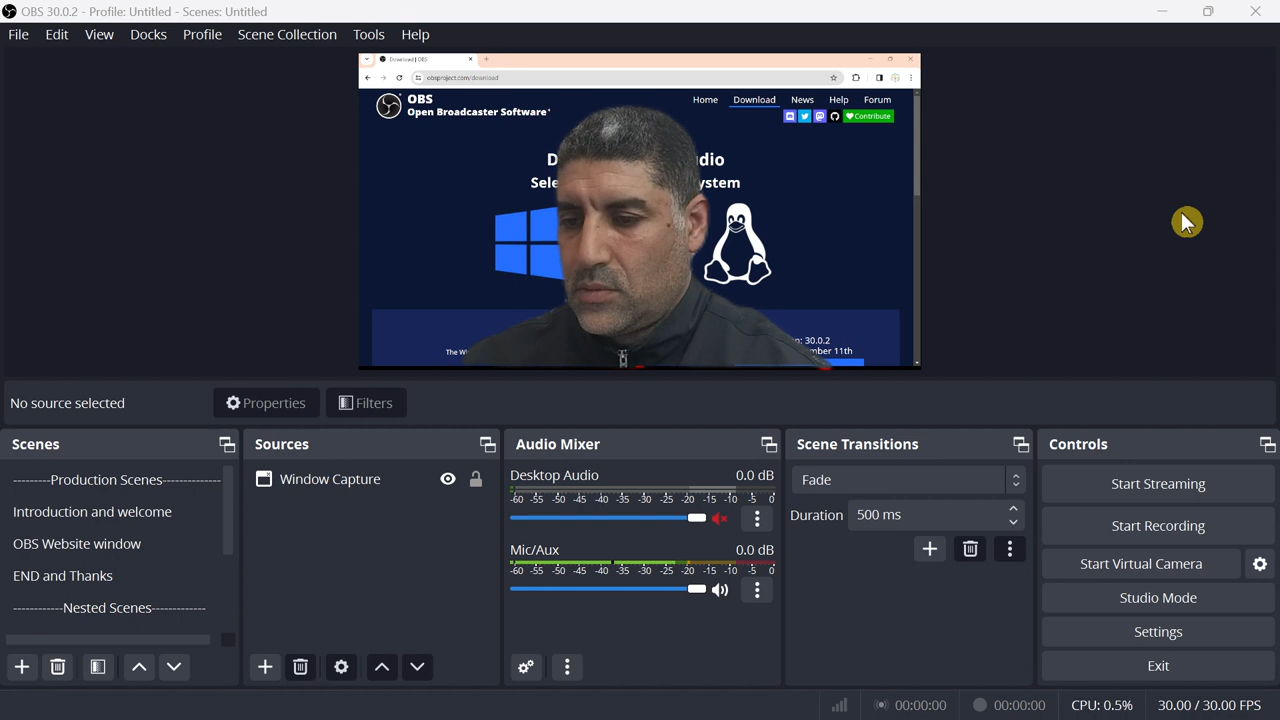 OBS 30.0.2 - Profile: Untitled - Scenes: Untitled
File Edit View Docks Profile Scene Collection Tools Help
Download | OBS
obsproject.com/download
OBS
Open Broadcaster Software
Home Download News Help Forum
Contribute
Sele
ystem
The Wi
: 30.0.2
mber 11th
No source selected Properties Filters
Scenes
---------Production Scenes-------------
Introduction and welcome
OBS Website window
END and Thanks
------------Nested Scenes-------------
Sources
Window Capture
Audio Mixer
Desktop Audio 0.0 dB
-60 -55 -50 -45 -40 -35 -30 -25 -20 -15 -10 -5 0
Mic/Aux 0.0 dB
-60 -55 -50 -45 -40 -35 -30 -25 -20 -15 -10 -5 0
Scene Transitions
Fade
Duration 500 ms
Controls
Start Streaming
Start Recording
Start Virtual Camera
Studio Mode
Settings
Exit
00:00:00 00:00:00 CPU: 0.5% 30.00 / 30.00 FPS